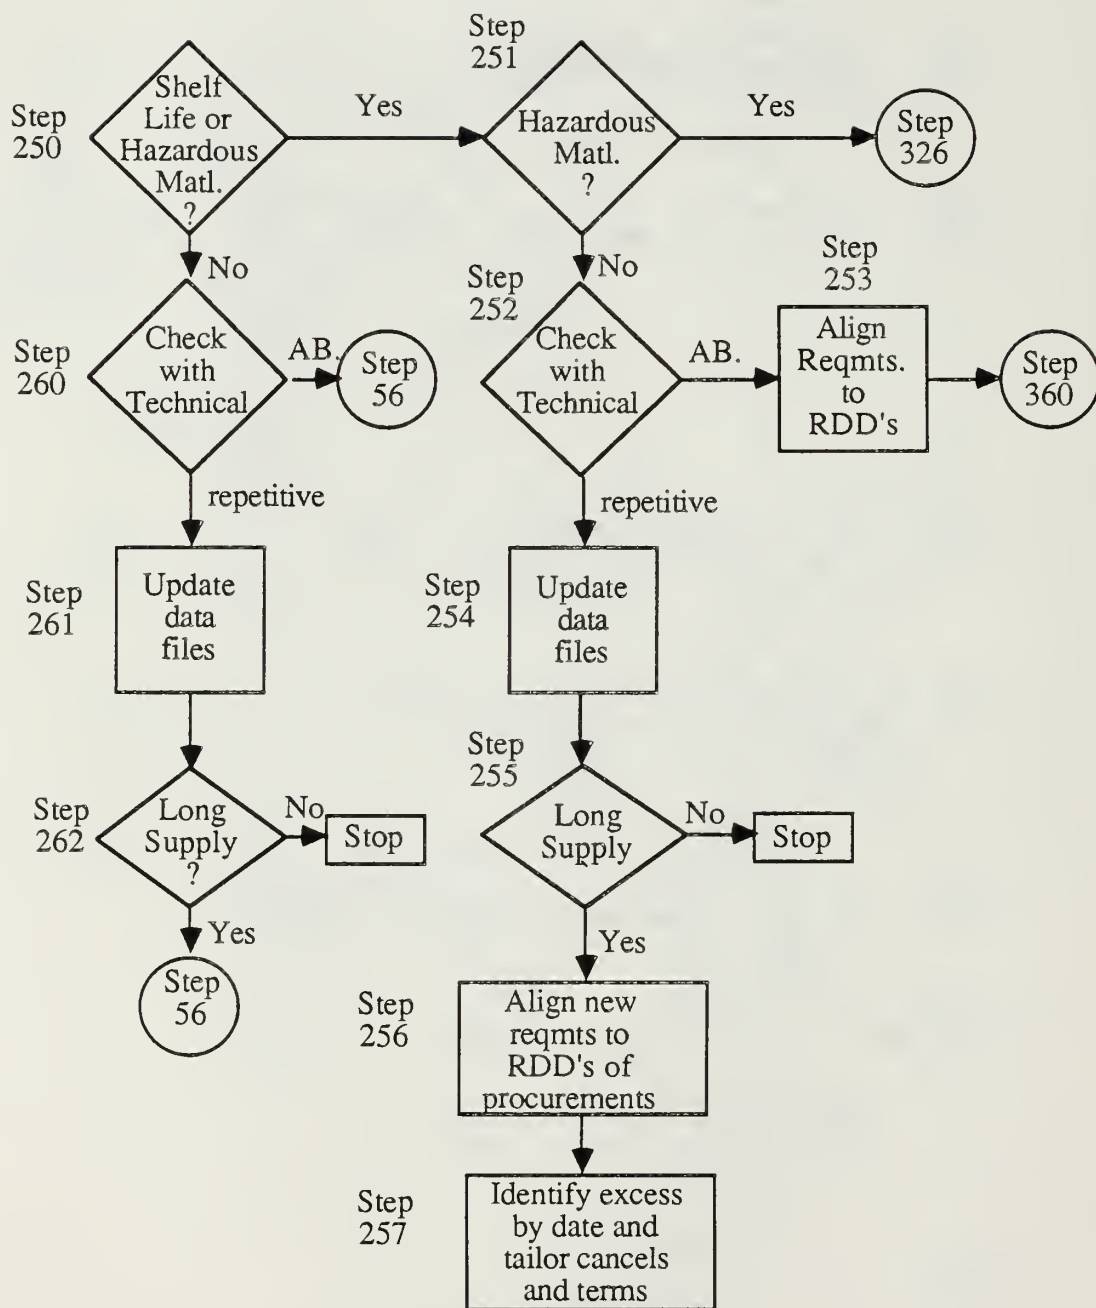 Step
250
Shelf
Life or
Hazardous
Matl.
?
Yes
Step
251
Hazardous
Matl.
?
Yes
Step
326
No
No
Step
260
Check
with
Technical
AB.
Step
56
Step
252
Check
with
Technical
AB.
Step
253
Align
Reqmts.
to
RDD's
Step
360
repetitive
repetitive
Step
261
Update
data
files
Step
254
Update
data
files
Step
262
Long
Supply
?
No
Stop
Step
255
Long
Supply
No
Stop
Yes
Step
56
Yes
Step
256
Align new
reqmts to
RDD's of
procurements
Step
257
Identify excess
by date and
tailor cancels
and terms